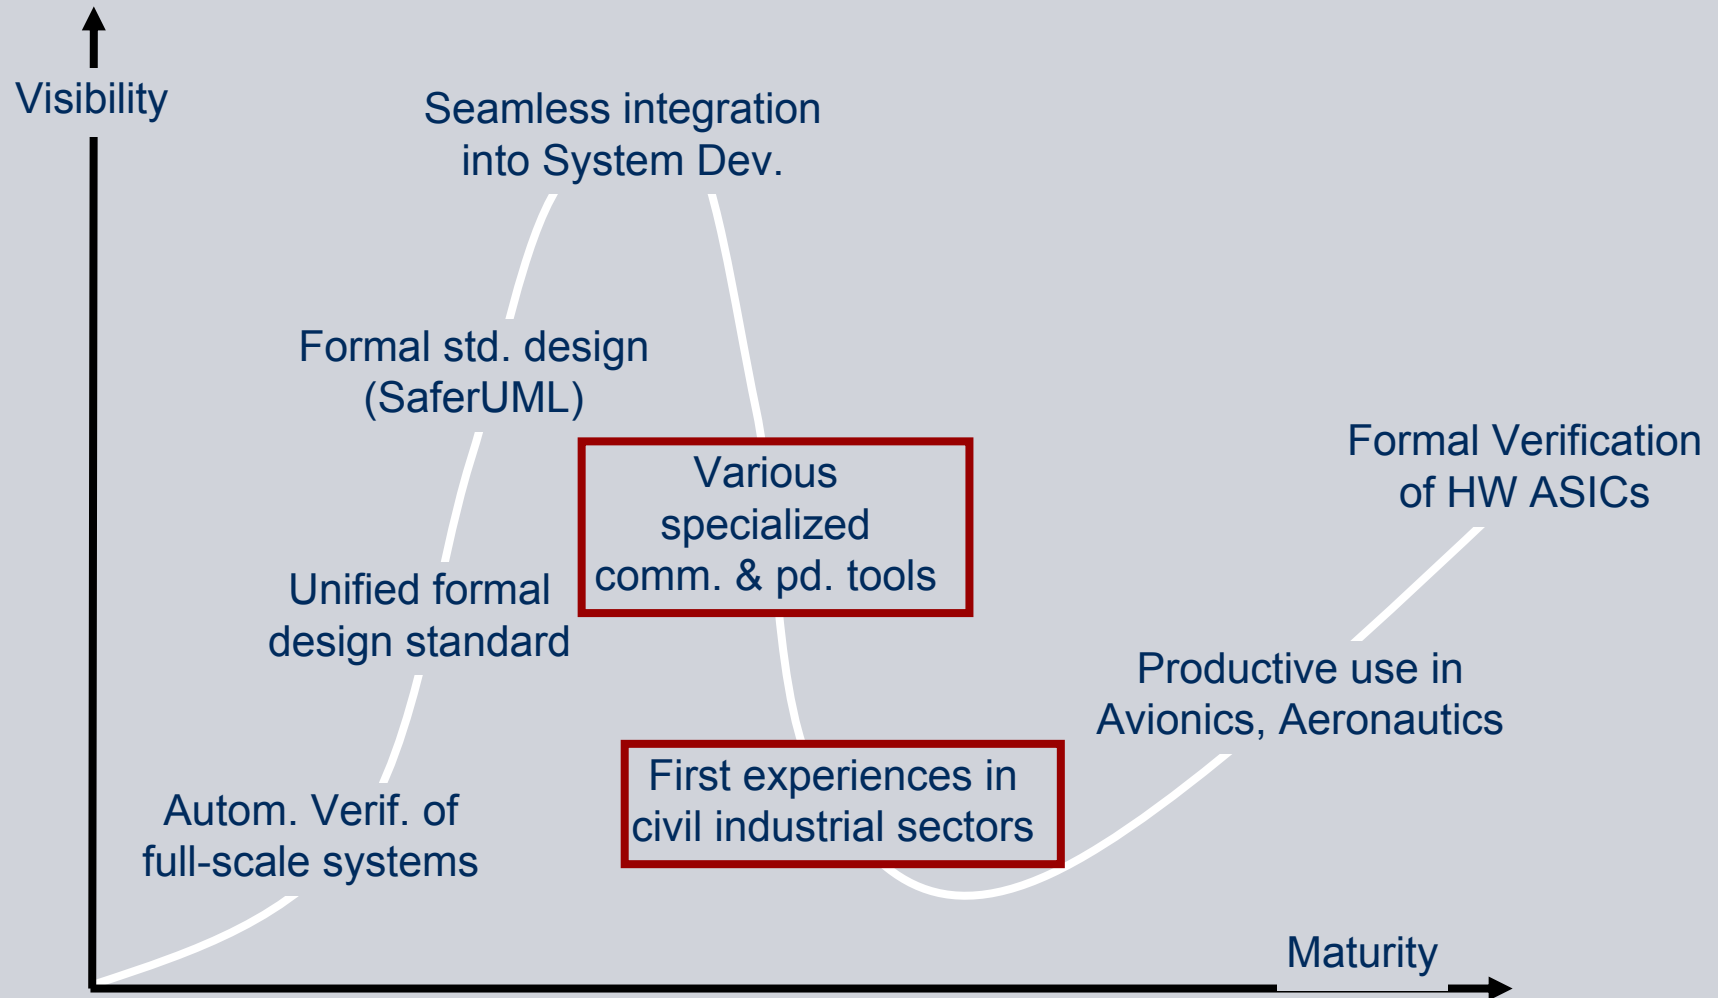 Visibility
Seamless integration
into System Dev.
Formal std. design
(SaferUML)
Various
specialized
comm. & pd. tools
Formal Verification
of HW ASICs
Unified formal
design standard
Productive use in
Avionics, Aeronautics
First experiences in
civil industrial sectors
Autom. Verif. of
full-scale systems
Maturity